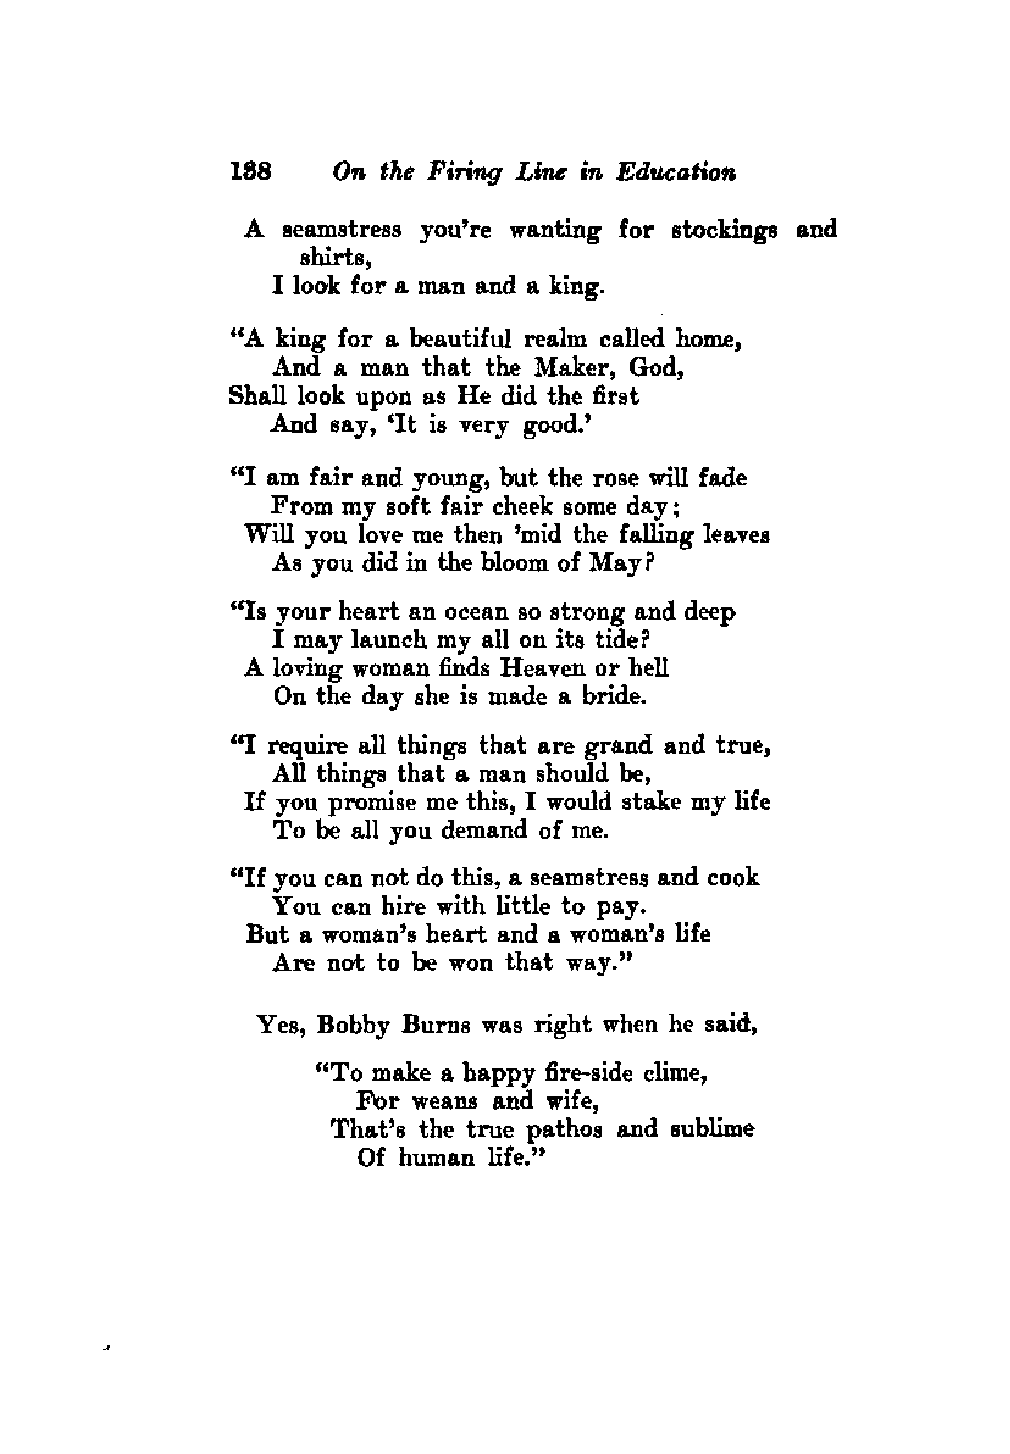 188 On the Firing Line in Education
A seamstress you're wanting for stockings and
shirts,
I look for a man and a king.
"A king for a beautiful realm called home,
And a man that the Maker, God,
Shall look upon as He did the first
And say, 'It is very good.'
"I am fair and young, but the rose will fade
From my soft fair cheek some day;
Will you love me then 'mid the falling leaves
As you did in the bloom of May?
"Is your heart an ocean so strong and deep
I may launch my all on its tide?
A loving woman finds Heaven or hell
On the day she is made a bride.
"I require all things that are grand and true,
All things that a man should be,
If you promise me this, I would stake my life
To be all you demand of me.
"If you can not do this, a seamstress and cook
You can hire with little to pay.
But a woman's heart and a woman's life
Are not to be won that way."
Yes, Bobby Burns was right when he said,
"To make a happy fire-side clime,
For weans and wife,
That's the true pathos and sublime
Of human life."